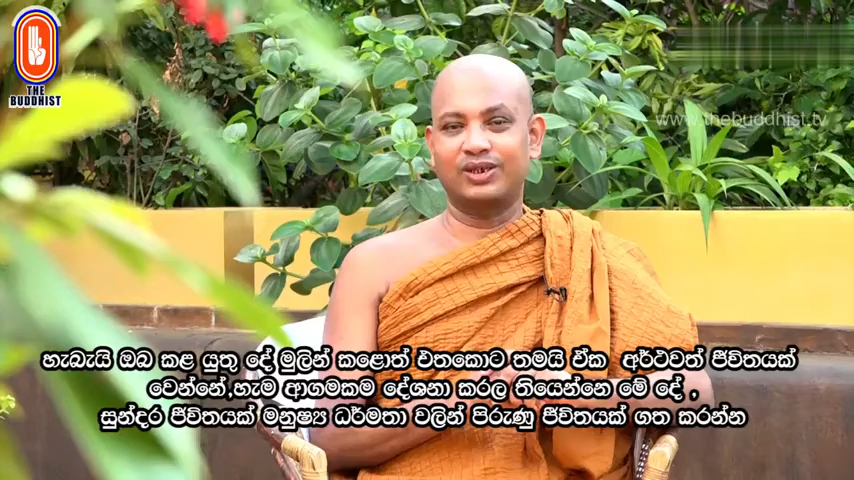 THE
BUDDHIST
www.thebuddhist.tv
හැබැයි ඔබ කළ යුතු දේ මුලින් කළොත් එතකොට තමයි ඒක අර්ථවත් ජීවිතයක්
වෙන්නේ,හැම ආගමකම දේශනා කරල තියෙන්නෙ මේ දේ ,
සුන්දර ජීවිතයක් මනුෂ්‍ය ධර්මතා වලින් පිරුණු ජීවිතයක් ගත කරන්න